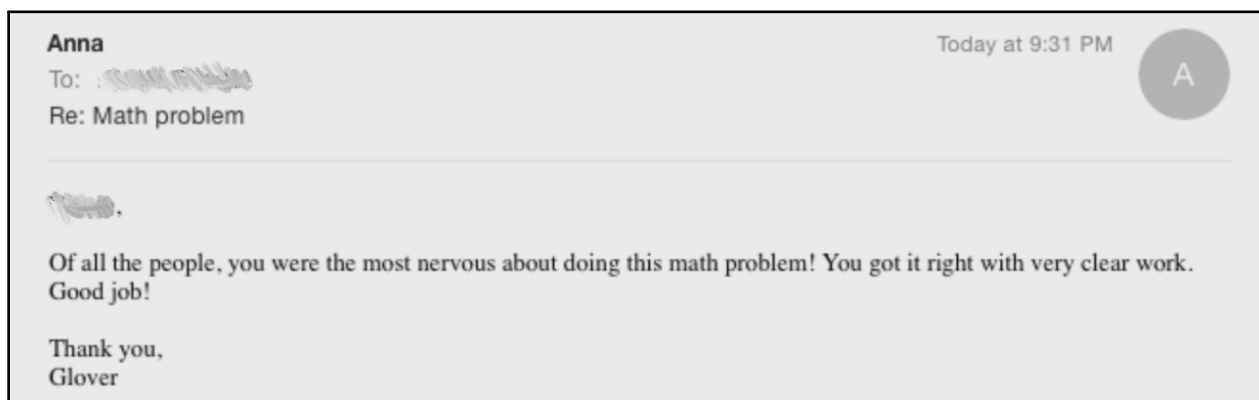 Anna
Today at 9:31 PM
A
To:
Re: Math problem
,
Of all the people, you were the most nervous about doing this math problem! You got it right with very clear work.
Good job!
Thank you,
Glover